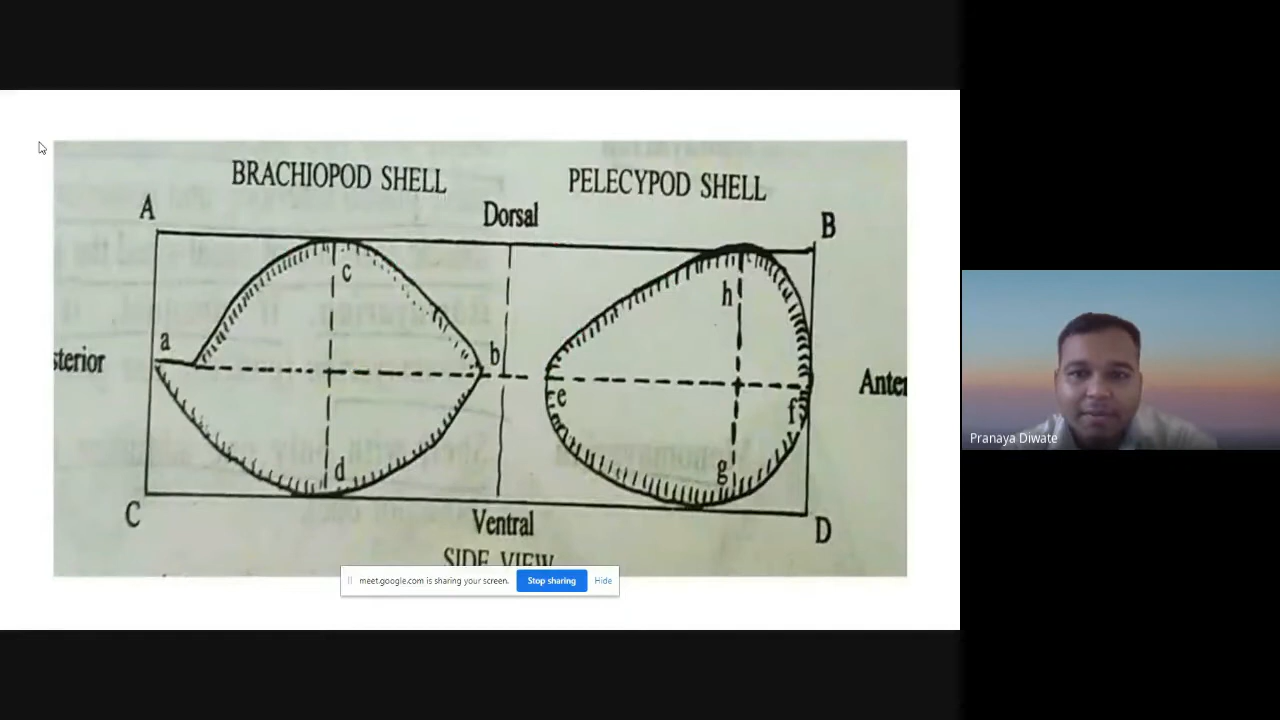 BRACHIOPOD SHELL
PELECYPOD SHELL
A
Dorsal
B
c
h
a
b
sterior
Anter
e
f
d
g
C
Ventral
D
SIDE VIEW
meet.google.com is sharing your screen.
Stop sharing
Hide
Pranaya Diwate